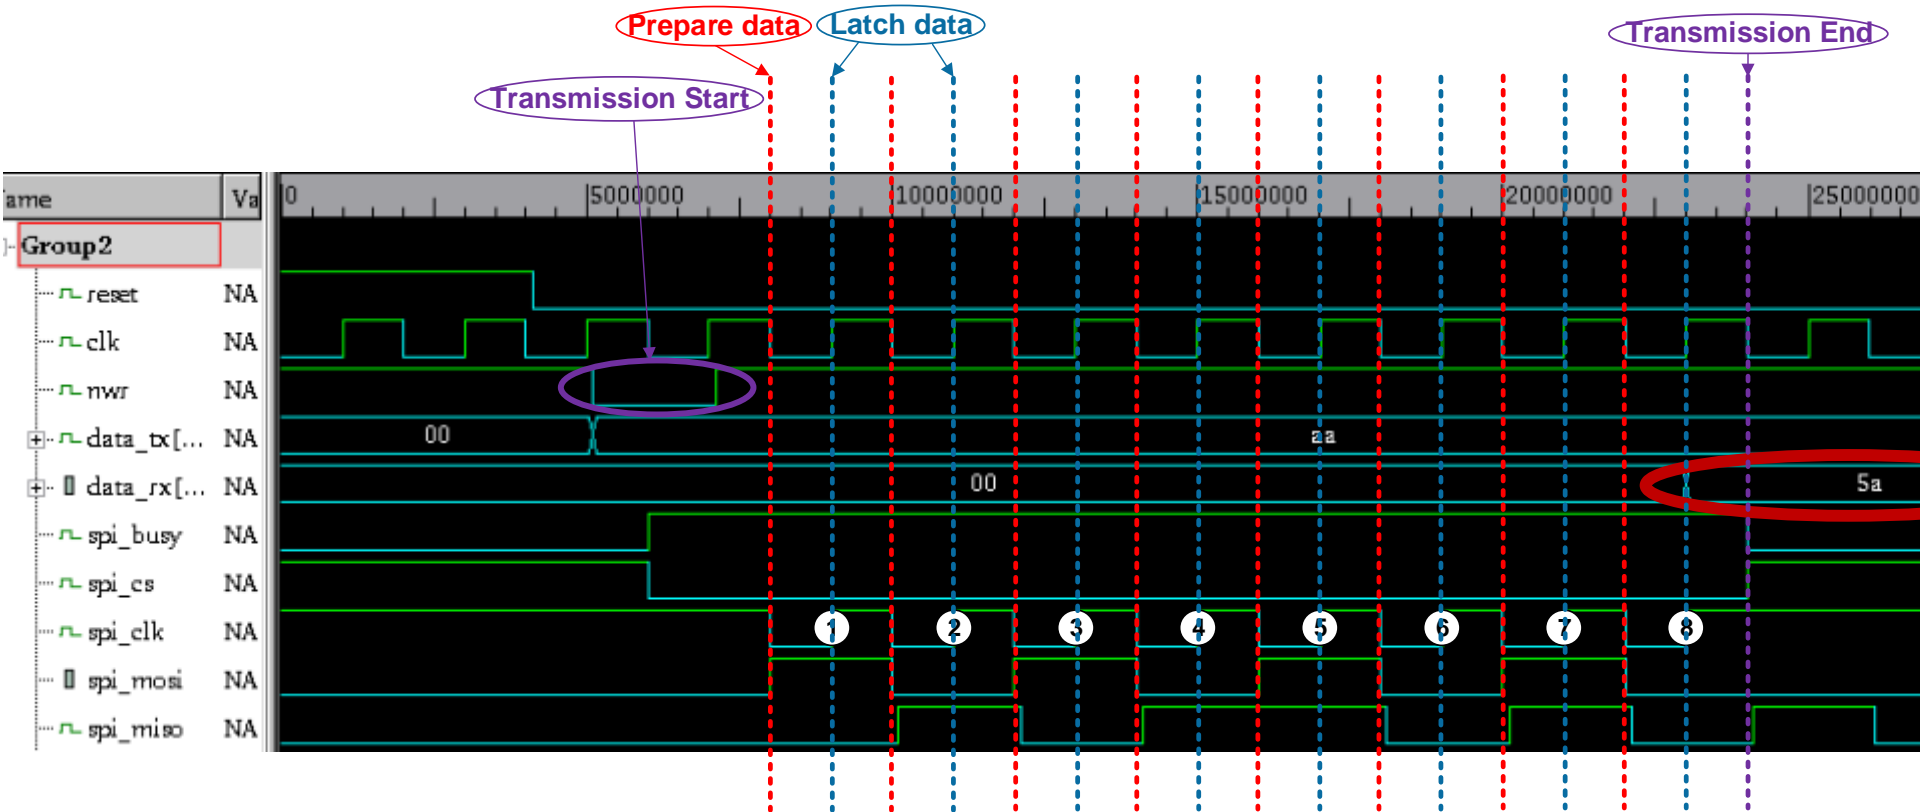 Prepare data
Latch data
Transmission End
Transmission Start
ame Va 0 5000000 10000000 15000000 20000000 25000000
Group2
reset NA
clk NA
nwr NA
data_tx[... NA 00 aa
data_rx[... NA 00 5a
spi_busy NA
spi_cs NA
spi_clk NA 1 2 3 4 5 6 7 8
spi_mosi NA
spi_miso NA